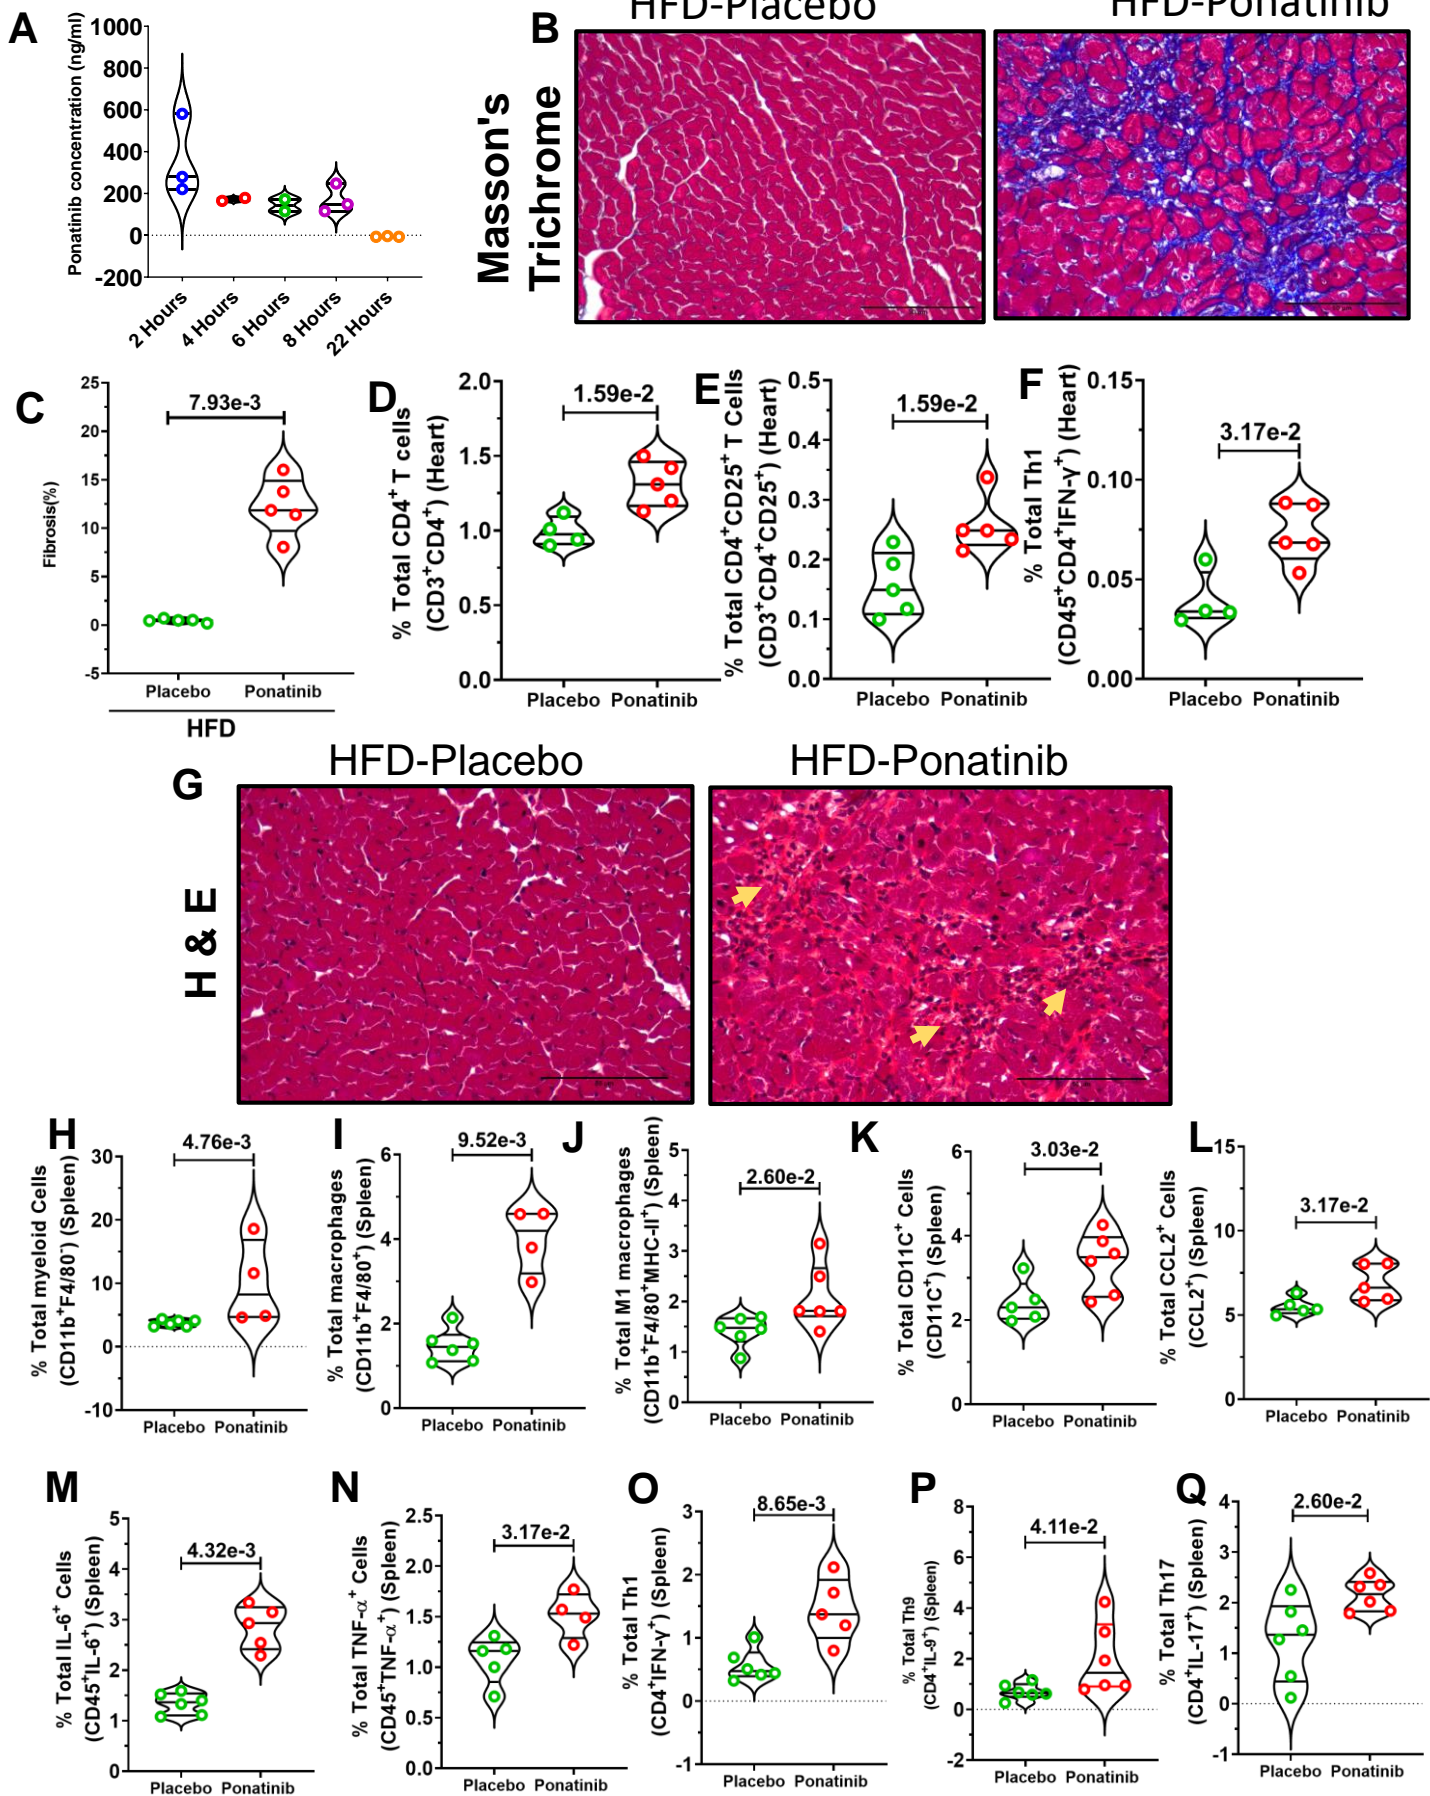 A
Ponatinib concentration (ng/ml)
1000
800
600
400
200
0
-200
2 Hours
4 Hours
6 Hours
8 Hours
22 Hours
B
HFD-Placebo
HFD-Ponatinib
Masson's
Trichrome
C
Fibrosis(%)
25
20
15
10
5
0
-5
7.93e-3
Placebo
Ponatinib
HFD
D
% Total CD4⁺ T cells
(CD3⁺CD4⁺) (Heart)
2.0
1.5
1.0
0.5
0.0
1.59e-2
Placebo
Ponatinib
E
% Total CD4⁺CD25⁺ T Cells
(CD3⁺CD4⁺CD25⁺) (Heart)
0.5
0.4
0.3
0.2
0.1
0.0
1.59e-2
Placebo
Ponatinib
F
% Total Th1
(CD45⁺CD4⁺IFN-γ⁺) (Heart)
0.15
0.10
0.05
0.00
3.17e-2
Placebo
Ponatinib
G
HFD-Placebo
HFD-Ponatinib
H & E
H
% Total myeloid Cells
(CD11b⁺F4/80⁻) (Spleen)
30
20
10
0
-10
4.76e-3
Placebo
Ponatinib
I
% Total macrophages
(CD11b⁺F4/80⁺) (Spleen)
6
4
2
0
9.52e-3
Placebo
Ponatinib
J
% Total M1 macrophages
(CD11b⁺F4/80⁺MHC-II⁺) (Spleen)
5
4
3
2
1
0
2.60e-2
Placebo
Ponatinib
K
% Total CD11C⁺ Cells
(CD11C⁺) (Spleen)
6
4
2
0
3.03e-2
Placebo
Ponatinib
L
% Total CCL2⁺ Cells
(CCL2⁺) (Spleen)
15
10
5
0
3.17e-2
Placebo
Ponatinib
M
% Total IL-6⁺ Cells
(CD45⁺IL-6⁺) (Spleen)
5
4
3
2
1
0
4.32e-3
Placebo
Ponatinib
N
% Total TNF-α⁺ Cells
(CD45⁺TNF-α⁺) (Spleen)
2.5
2.0
1.5
1.0
0.5
0.0
3.17e-2
Placebo
Ponatinib
O
% Total Th1
(CD4⁺IFN-γ⁺) (Spleen)
3
2
1
0
-1
8.65e-3
Placebo
Ponatinib
P
% Total Th9
(CD4⁺IL-9⁺) (Spleen)
8
6
4
2
0
-2
4.11e-2
Placebo
Ponatinib
Q
% Total Th17
(CD4⁺IL-17⁺) (Spleen)
4
3
2
1
0
-1
2.60e-2
Placebo
Ponatinib